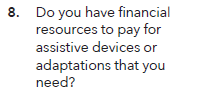 8. Do you have financial
resources to pay for
assistive devices or
adaptations that you
need?